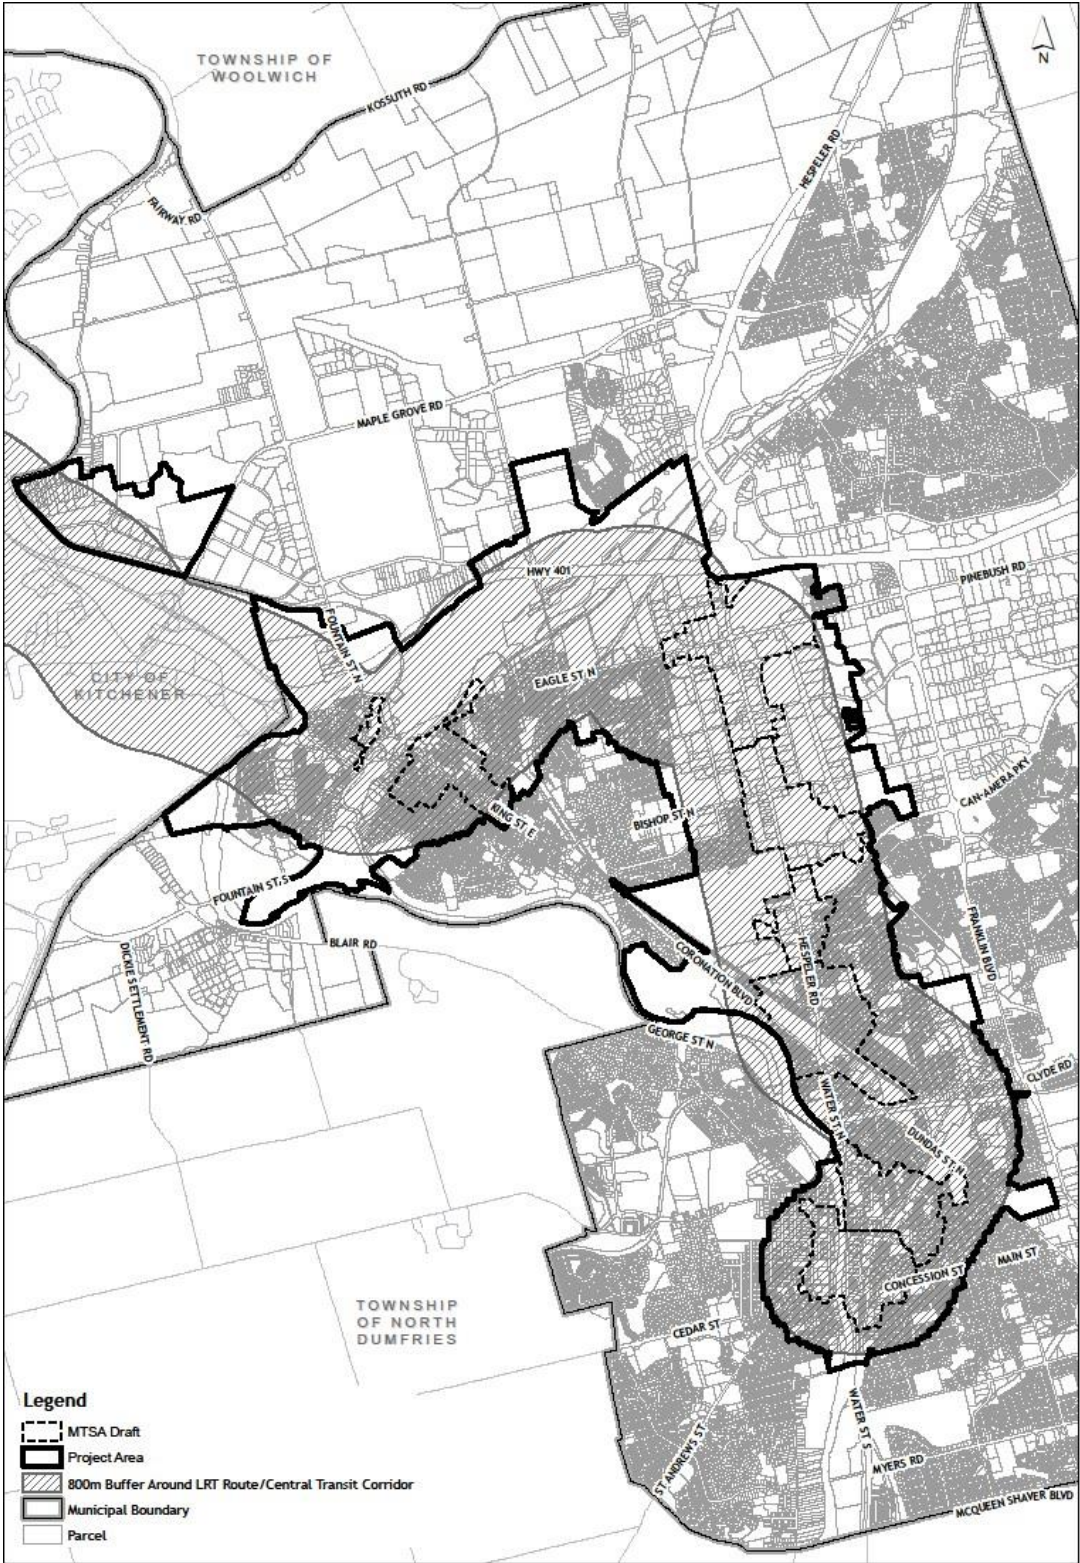 TOWNSHIP OF
WOOLWICH
N
KOSSUTH RD
HESPELER RD
FAIRWAY RD
MAPLE GROVE RD
HWY 401
PINEBUSH RD
FOUNTAIN ST N
EAGLE ST N
CITY OF
KITCHENER
CAN-AMERA PKY
KING ST E
BISHOP ST N
FOUNTAIN ST S
FRANKLIN BLVD
BLAIR RD
DICKIE SETTLEMENT RD
CORONATION BLVD
HESPELER RD
GEORGE ST N
CLYDE RD
WATER ST N
DUNDAS ST N
MAIN ST
CONCESSION ST
TOWNSHIP
OF NORTH
DUMFRIES
CEDAR ST
WATER ST S
ST ANDREWS ST
MYERS RD
MCQUEEN SHAVER BLVD
Legend
MTSA Draft
Project Area
800m Buffer Around LRT Route/Central Transit Corridor
Municipal Boundary
Parcel